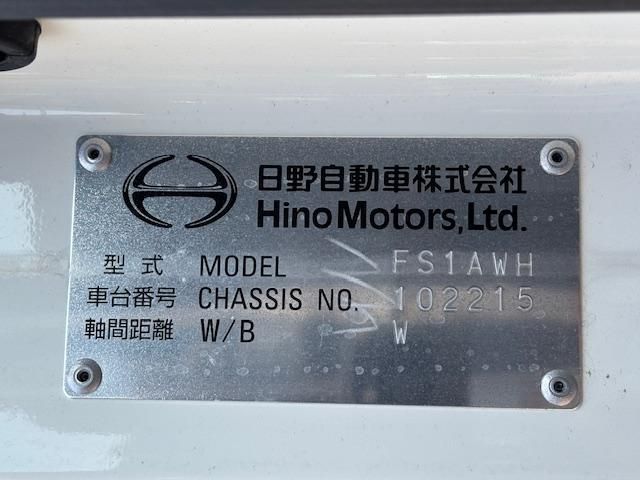 日野自動車株式会社
Hino Motors, Ltd.
型式 MODEL FS1AWH
車台番号 CHASSIS NO. 102215
軸間距離 W/B W